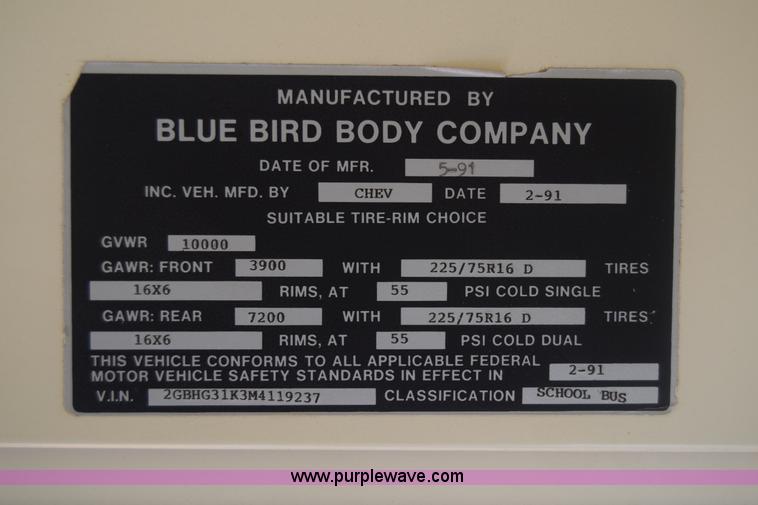 MANUFACTURED BY
BLUE BIRD BODY COMPANY
DATE OF MFR. 5-91
INC. VEH. MFD. BY CHEV DATE 2-91
SUITABLE TIRE-RIM CHOICE
GVWR 10000
GAWR: FRONT 3900 WITH 225/75R16 D TIRES
16X6 RIMS, AT 55 PSI COLD SINGLE
GAWR: REAR 7200 WITH 225/75R16 D TIRES
16X6 RIMS, AT 55 PSI COLD DUAL
THIS VEHICLE CONFORMS TO ALL APPLICABLE FEDERAL
MOTOR VEHICLE SAFETY STANDARDS IN EFFECT IN 2-91
V.I.N. 2GBHG31K3M4119237 CLASSIFICATION SCHOOL BUS
www.purplewave.com